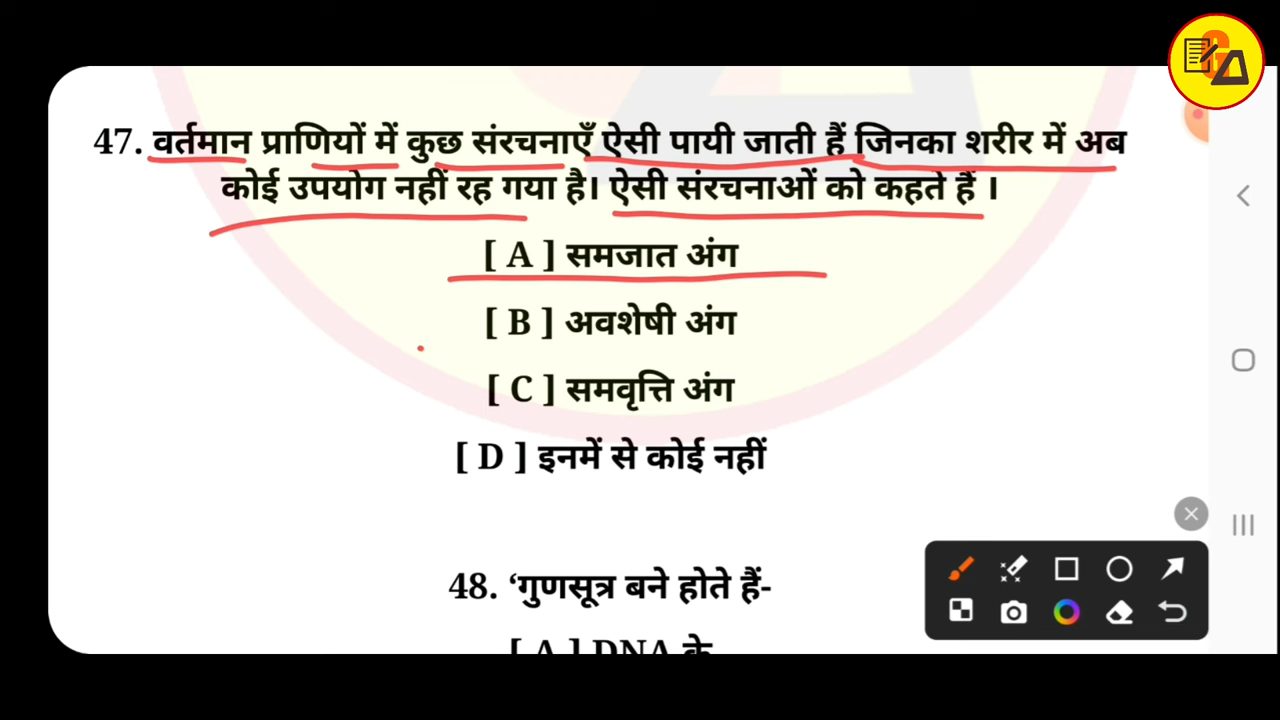 47. वर्तमान प्राणियों में कुछ संरचनाएँ ऐसी पायी जाती हैं जिनका शरीर में अब
कोई उपयोग नहीं रह गया है। ऐसी संरचनाओं को कहते हैं ।
[ A ] समजात अंग
[ B ] अवशेषी अंग
[ C ] समवृत्ति अंग
[ D ] इनमें से कोई नहीं
48. ‘गुणसूत्र बने होते हैं-
[ A ] DNA के